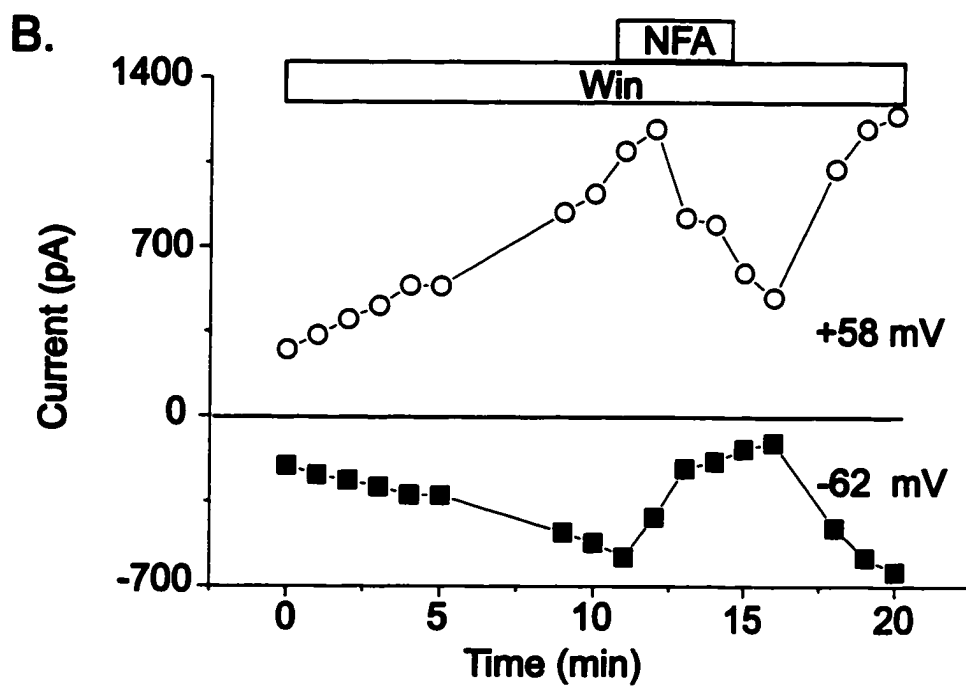 B.
NFA
Win
1400
700
0
-700
Current (pA)
+58 mV
-62 mV
0 5 10 15 20
Time (min)